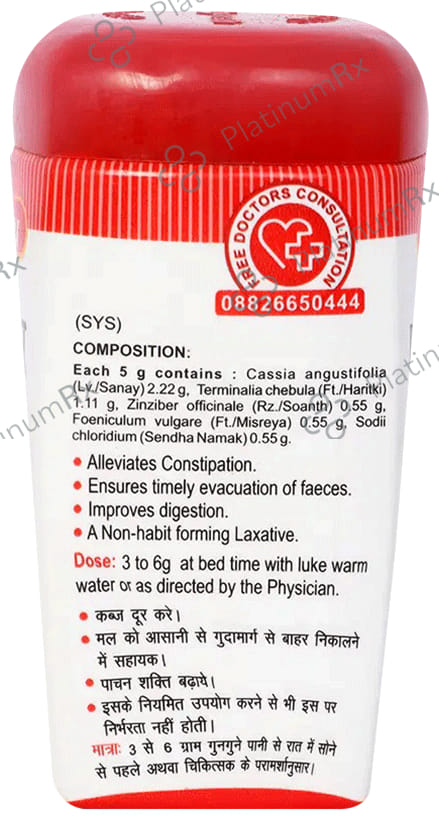 PlatinumRx
PlatinumRx
FREE DOCTORS CONSULTATION
08826650444
(SYS)
COMPOSITION:
Each 5 g contains : Cassia angustifolia
(Lv./Sanay) 2.22g, Terminalia chebula (Ft./Haritki)
1.11 g, Zinziber officinale (Rz./Soanth) 0.55 g,
Foeniculum vulgare (Ft./Misreya) 0.55 g, Sodii
chloridium (Sendha Namak) 0.55 g.
• Alleviates Constipation.
• Ensures timely evacuation of faeces.
• Improves digestion.
• A Non-habit forming Laxative.
Dose: 3 to 6g at bed time with luke warm
water or as directed by the Physician.
• कब्ज दूर करे।
• मल को आसानी से गुदामार्ग से बाहर निकालने
में सहायक।
• पाचन शक्ति बढ़ाये।
• इसके नियमित उपयोग करने से भी इस पर
निर्भरता नहीं होती।
मात्राः 3 से 6 ग्राम गुनगुने पानी से रात में सोने
से पहले अथवा चिकित्सक के परामर्शानुसार।